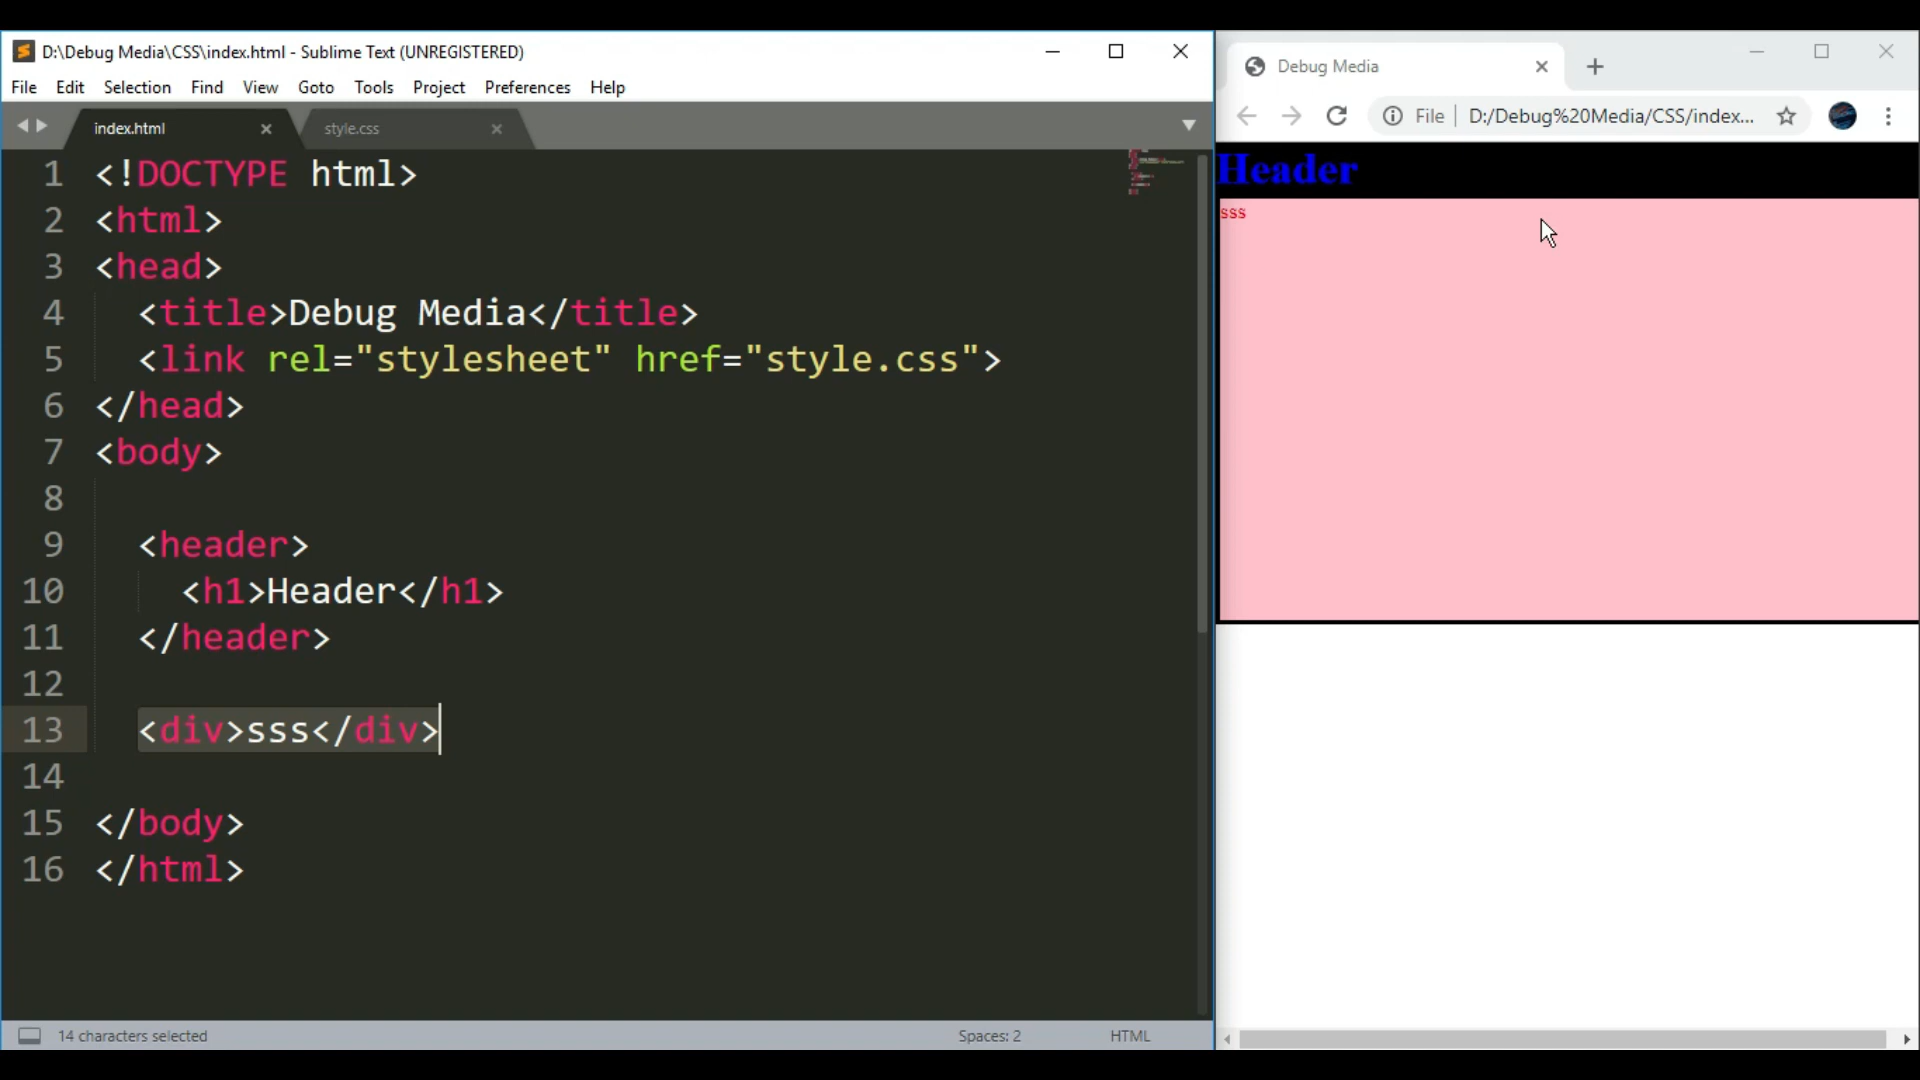 D:\Debug Media\CSS\index.html - Sublime Text (UNREGISTERED)
File Edit Selection Find View Goto Tools Project Preferences Help
index.html style.css
1 <!DOCTYPE html>
2 <html>
3 <head>
4 <title>Debug Media</title>
5 <link rel="stylesheet" href="style.css">
6 </head>
7 <body>
8
9 <header>
10 <h1>Header</h1>
11 </header>
12
13 <div>sss</div>
14
15 </body>
16 </html>
14 characters selected Spaces: 2 HTML
Debug Media
File D:/Debug%20Media/CSS/index...
Header
sss